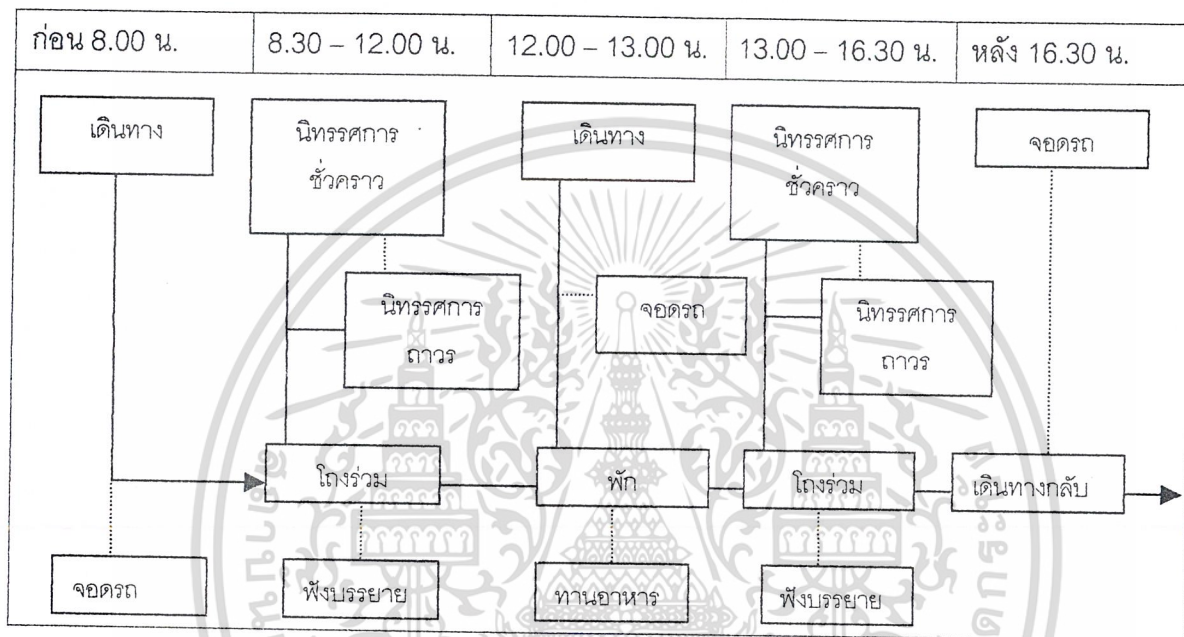 ก่อน 8.00 น. 8.30 – 12.00 น. 12.00 – 13.00 น. 13.00 – 16.30 น. หลัง 16.30 น.
เดินทาง
นิทรรศการ
ชั่วคราว
เดินทาง
นิทรรศการ
ชั่วคราว
จอดรถ
นิทรรศการ
ถาวร
จอดรถ
นิทรรศการ
ถาวร
โถงร่วม
พัก
โถงร่วม
เดินทางกลับ
จอดรถ
ฟังบรรยาย
ทานอาหาร
ฟังบรรยาย